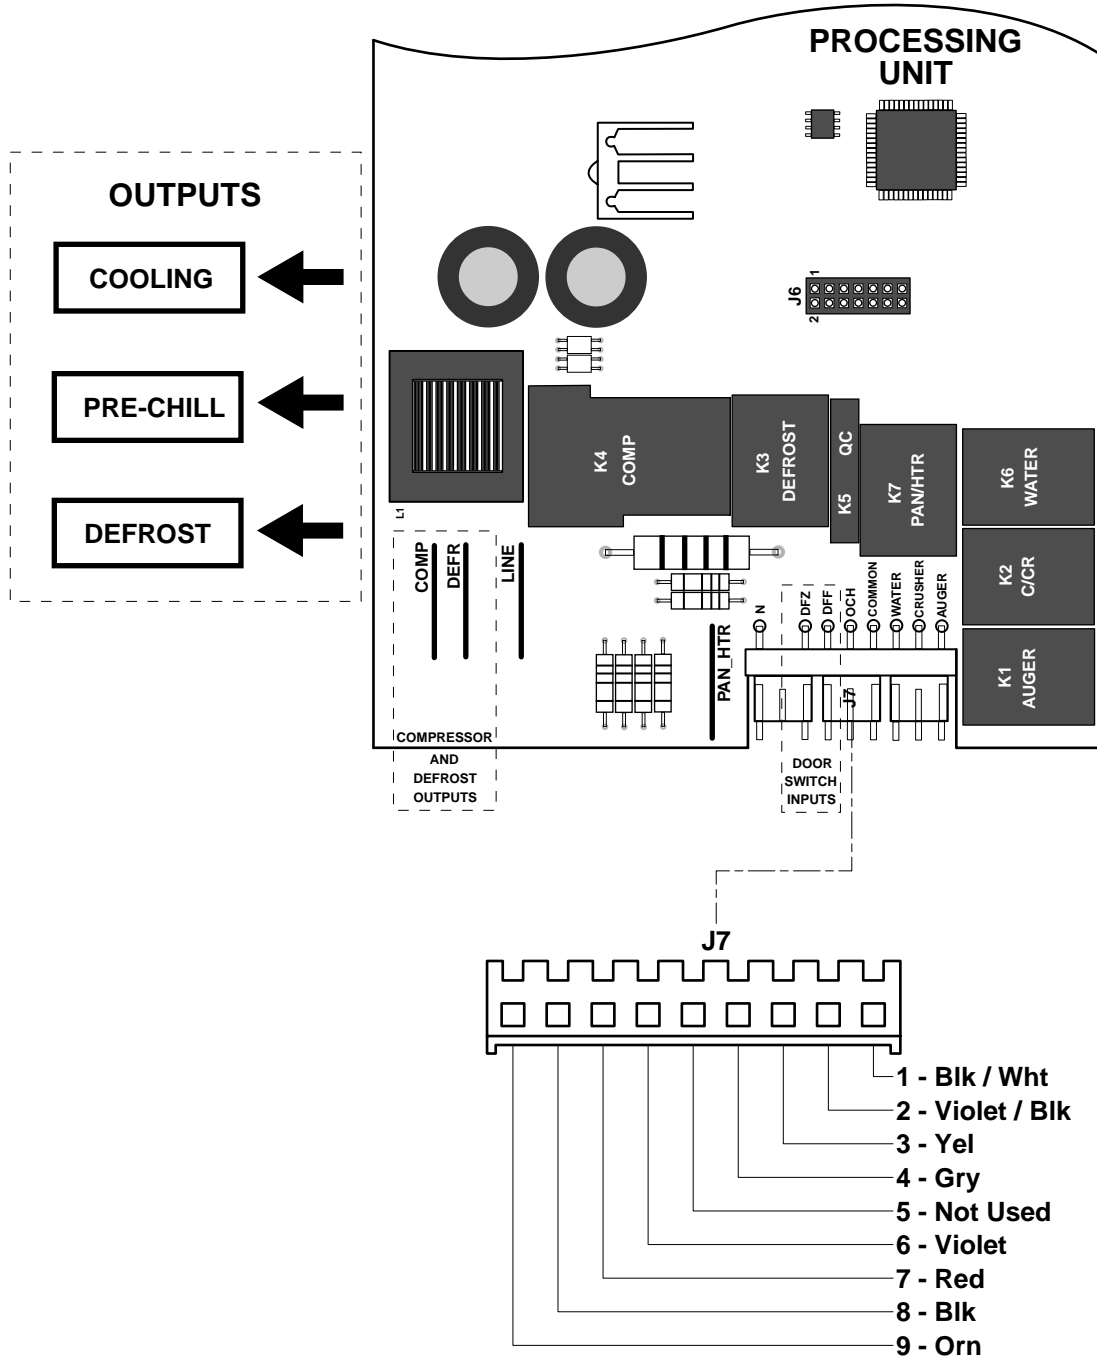 PROCESSING
UNIT
OUTPUTS
COOLING
PRE-CHILL
DEFROST
J6
1
2
L1
K4
COMP
K3
DEFROST
QC
K5
K7
PAN/HTR
K6
WATER
K2
C/CR
K1
AUGER
COMP
DEFR
LINE
PAN_HTR
N
DFZ
DFF
OCH
COMMON
WATER
CRUSHER
AUGER
J7
COMPRESSOR
AND
DEFROST
OUTPUTS
DOOR
SWITCH
INPUTS
J7
1 - Blk / Wht
2 - Violet / Blk
3 - Yel
4 - Gry
5 - Not Used
6 - Violet
7 - Red
8 - Blk
9 - Orn